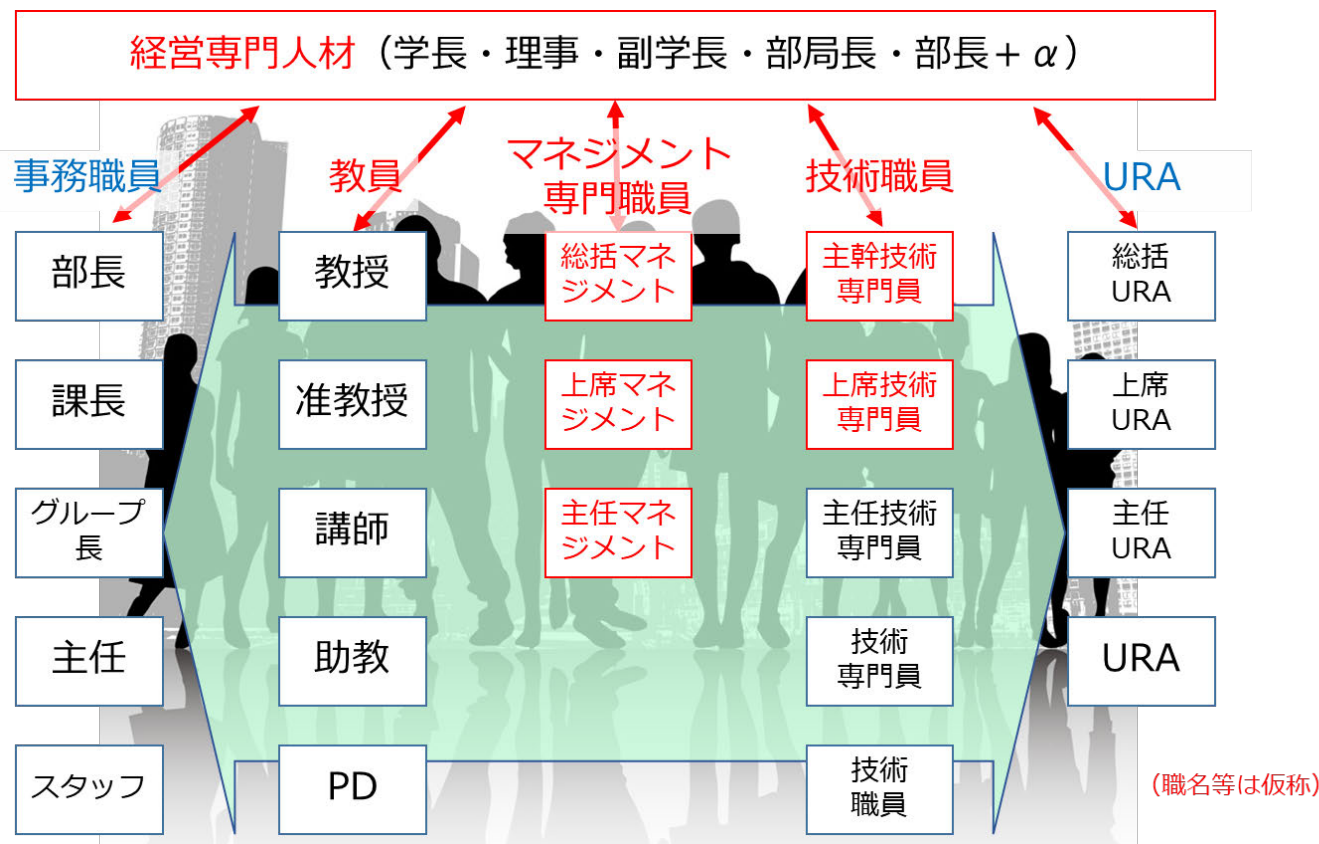 経営専門人材（学長・理事・副学長・部局長・部長＋α）
事務職員
教員
マネジメント
専門職員
技術職員
URA
部長
教授
総括マネ
ジメント
主幹技術
専門員
総括
URA
課長
准教授
上席マネ
ジメント
上席技術
専門員
上席
URA
グループ
長
講師
主任マネ
ジメント
主任技術
専門員
主任
URA
主任
助教
技術
専門員
URA
スタッフ
PD
技術
職員
（職名等は仮称）